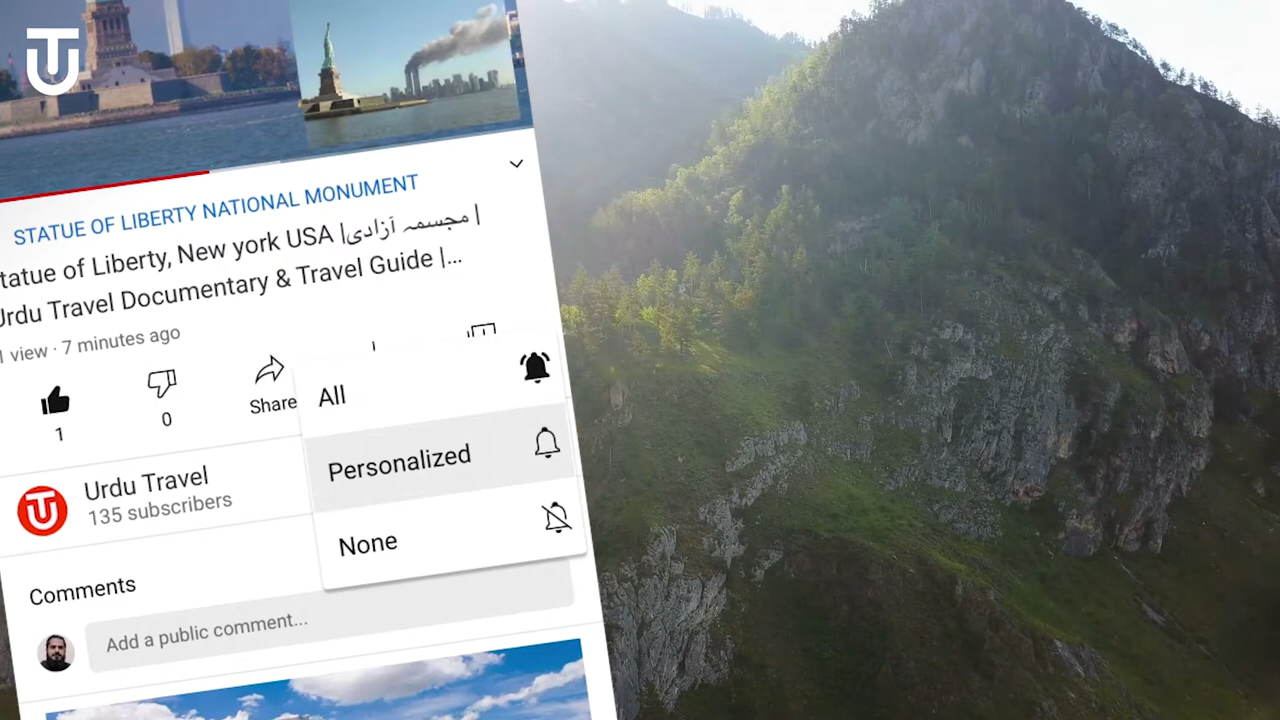 STATUE OF LIBERTY NATIONAL MONUMENT
tatue of Liberty, New york USA |مجسمہ آزادی |
Urdu Travel Documentary & Travel Guide |...
1 view · 7 minutes ago
1
0
Share
All
Personalized
None
Urdu Travel
135 subscribers
Comments
Add a public comment...